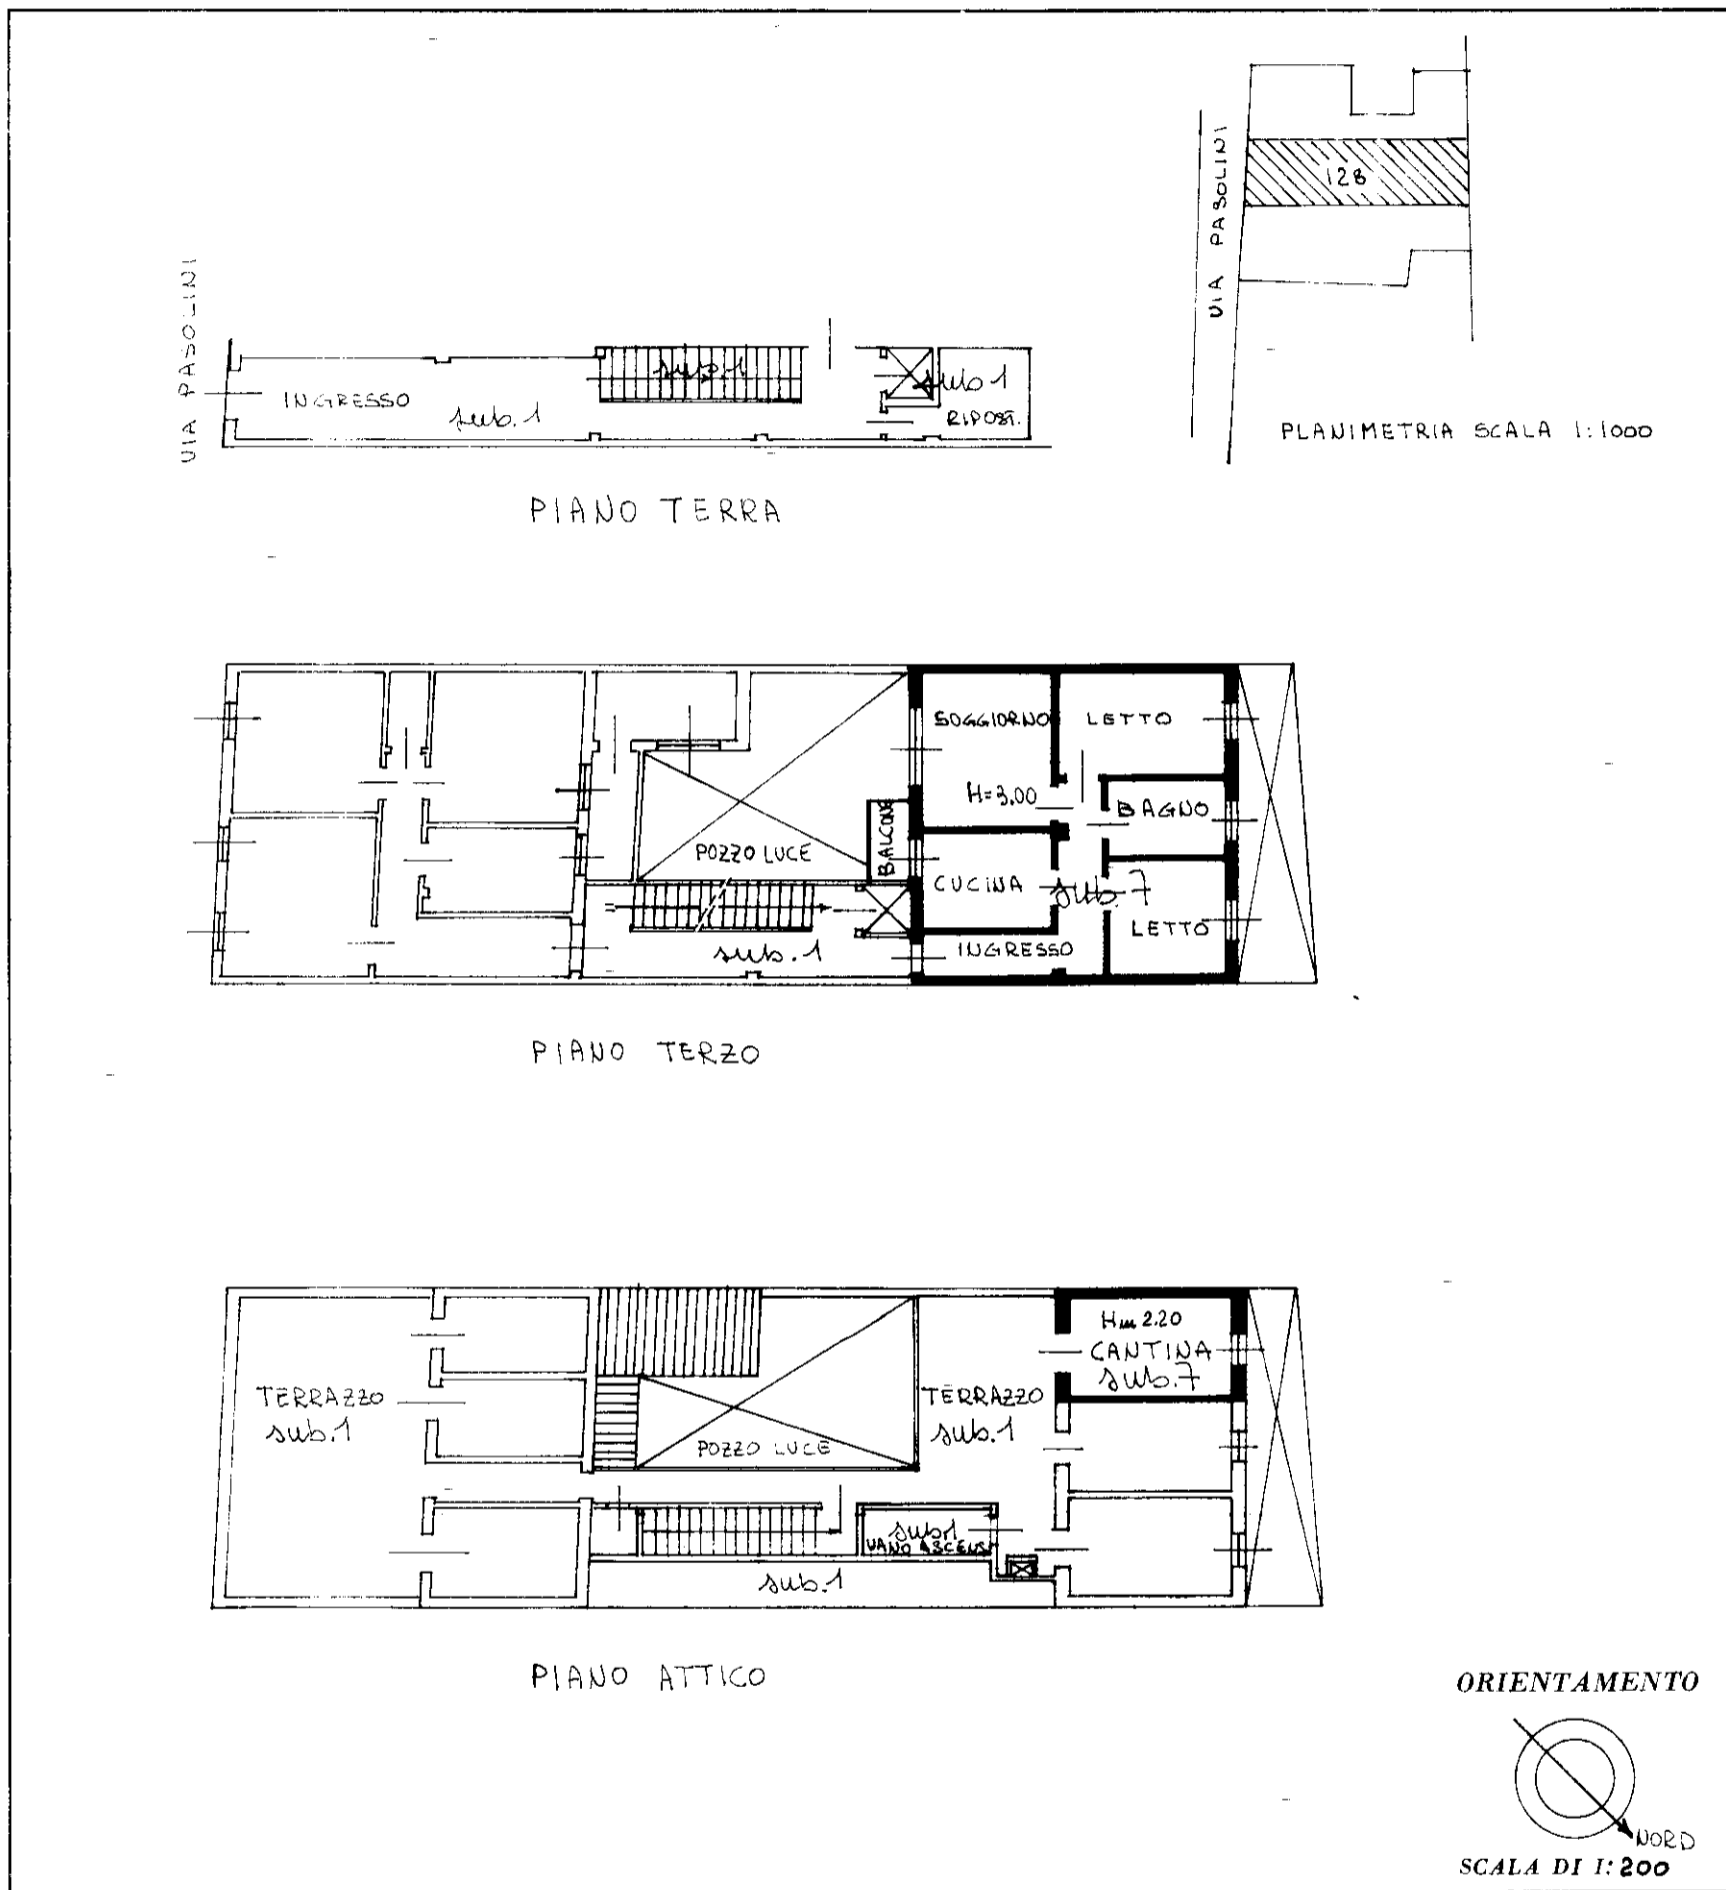 VIA PASOLINI
128
PLANIMETRIA SCALA 1:1000
VIA PASOLINI
INGRESSO
sub.1
sub.1
sub 1
RIPOST.
PIANO TERRA
SOGGIORNO
LETTO
H=3,00
BAGNO
POZZO LUCE
BALCONE
CUCINA
sub.7
LETTO
INGRESSO
sub.1
PIANO TERZO
Hm 2.20
CANTINA
sub.7
TERRAZZO
sub.1
TERRAZZO
sub.1
POZZO LUCE
sub.1
VANO ASCENS.
sub.1
PIANO ATTICO
ORIENTAMENTO
NORD
SCALA DI 1:200